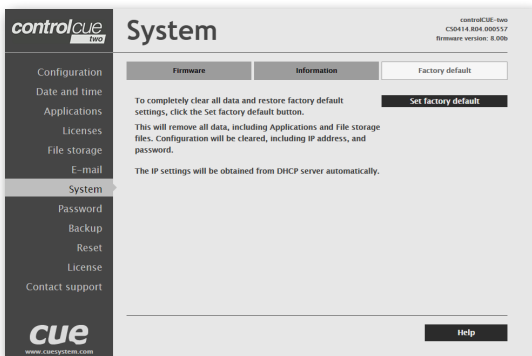 controlcue
two
System
controlCUE-two
CS0414.R04.000557
firmware version: 8.00b
Configuration
Date and time
Applications
Licenses
File storage
E-mail
System
Password
Backup
Reset
License
Contact support
cue
www.cuesystem.com
Firmware
Information
Factory default
To completely clear all data and restore factory default
settings, click the Set factory default button.
Set factory default
This will remove all data, including Applications and File storage
files. Configuration will be cleared, including IP address, and
password.
The IP settings will be obtained from DHCP server automatically.
Help